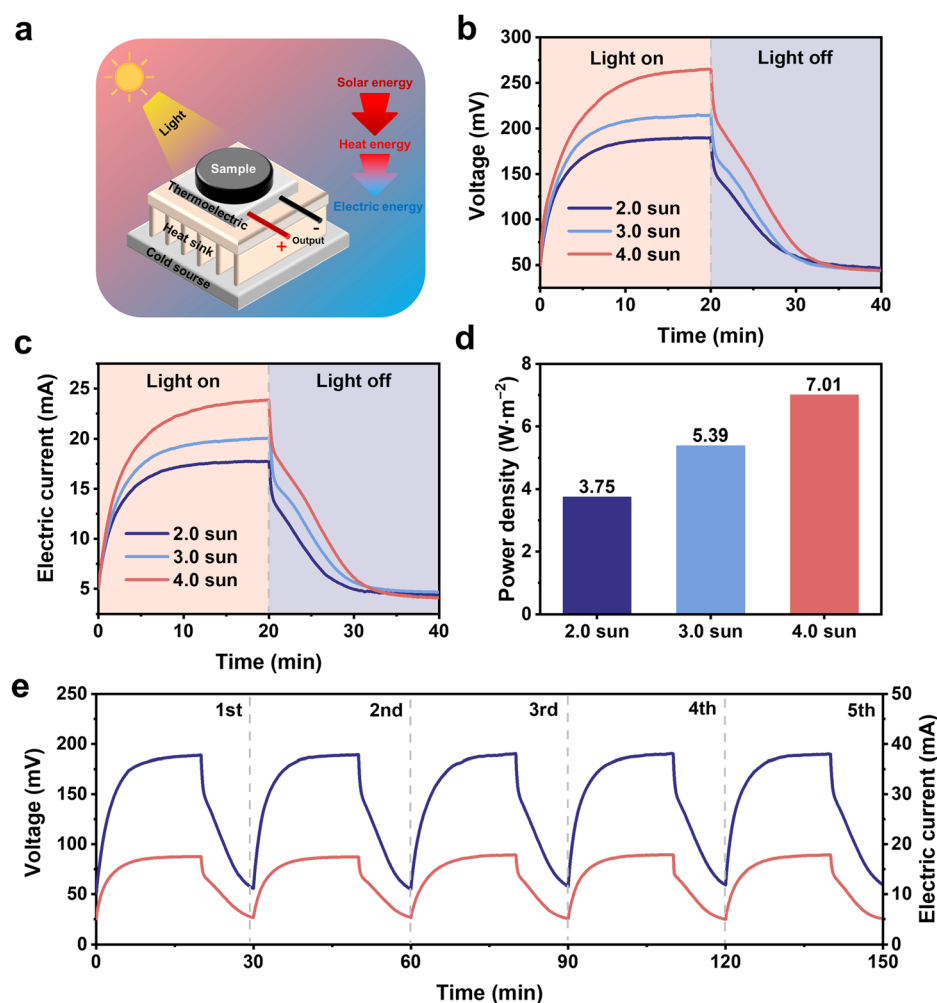 a
Solar energy
Light
Heat energy
Sample
Thermoelectric
Electric energy
Heat sink
+
-
Output
Cold sourse
b
300
250
200
150
100
50
0
10
20
30
40
Voltage (mV)
Time (min)
Light on
Light off
2.0 sun
3.0 sun
4.0 sun
c
25
20
15
10
5
0
10
20
30
40
Electric current (mA)
Time (min)
Light on
Light off
2.0 sun
3.0 sun
4.0 sun
d
8
6
4
2
0
Power density (W·m⁻²)
3.75
5.39
7.01
2.0 sun
3.0 sun
4.0 sun
e
250
200
150
100
50
0
Voltage (mV)
1st
2nd
3rd
4th
5th
50
40
30
20
10
0
Electric current (mA)
0
30
60
90
120
150
Time (min)